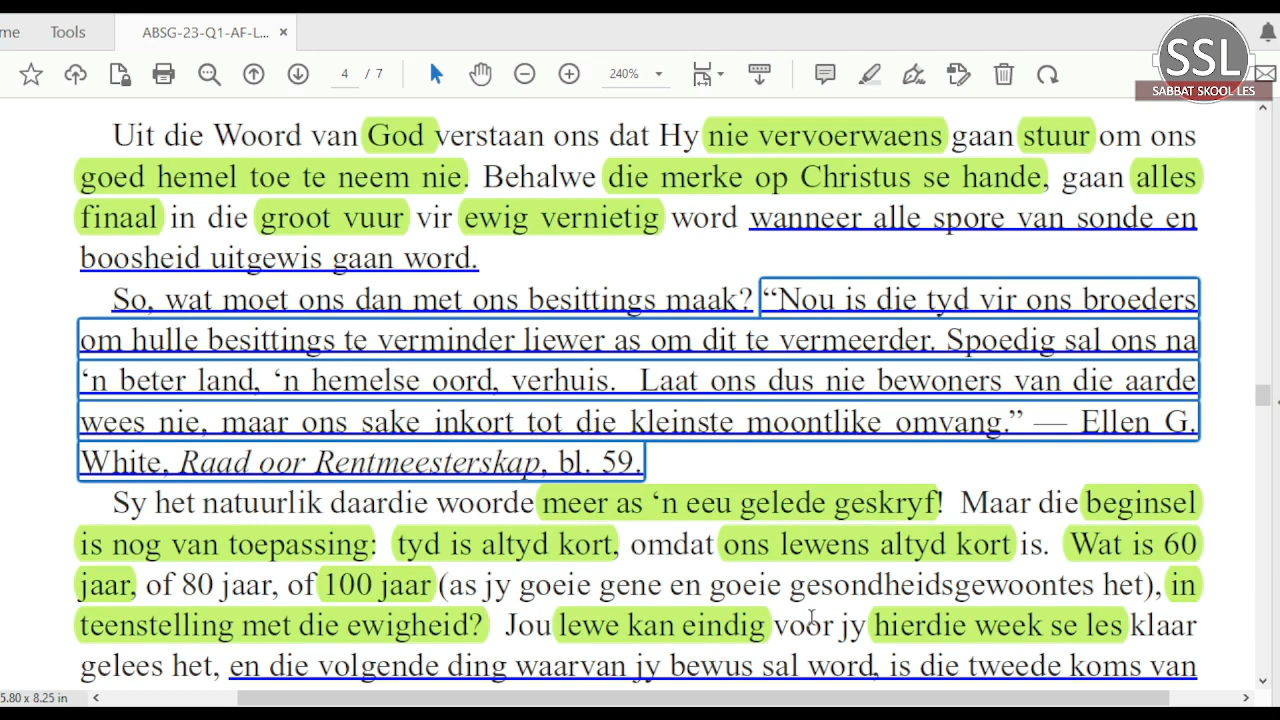 me Tools ABSG-23-Q1-AF-L... ×
SSL
SABBAT SKOOL LES
4 / 7 240%
Uit die Woord van God verstaan ons dat Hy nie vervoerwaens gaan stuur om ons
goed hemel toe te neem nie. Behalwe die merke op Christus se hande, gaan alles
finaal in die groot vuur vir ewig vernietig word wanneer alle spore van sonde en
boosheid uitgewis gaan word.
So, wat moet ons dan met ons besittings maak? “Nou is die tyd vir ons broeders
om hulle besittings te verminder liewer as om dit te vermeerder. Spoedig sal ons na
‘n beter land, ‘n hemelse oord, verhuis. Laat ons dus nie bewoners van die aarde
wees nie, maar ons sake inkort tot die kleinste moontlike omvang.” — Ellen G.
White, Raad oor Rentmeesterskap, bl. 59.
Sy het natuurlik daardie woorde meer as ‘n eeu gelede geskryf! Maar die beginsel
is nog van toepassing: tyd is altyd kort, omdat ons lewens altyd kort is. Wat is 60
jaar, of 80 jaar, of 100 jaar (as jy goeie gene en goeie gesondheidsgewoontes het), in
teenstelling met die ewigheid? Jou lewe kan eindig voor jy hierdie week se les klaar
gelees het, en die volgende ding waarvan jy bewus sal word, is die tweede koms van
5.80 x 8.25 in